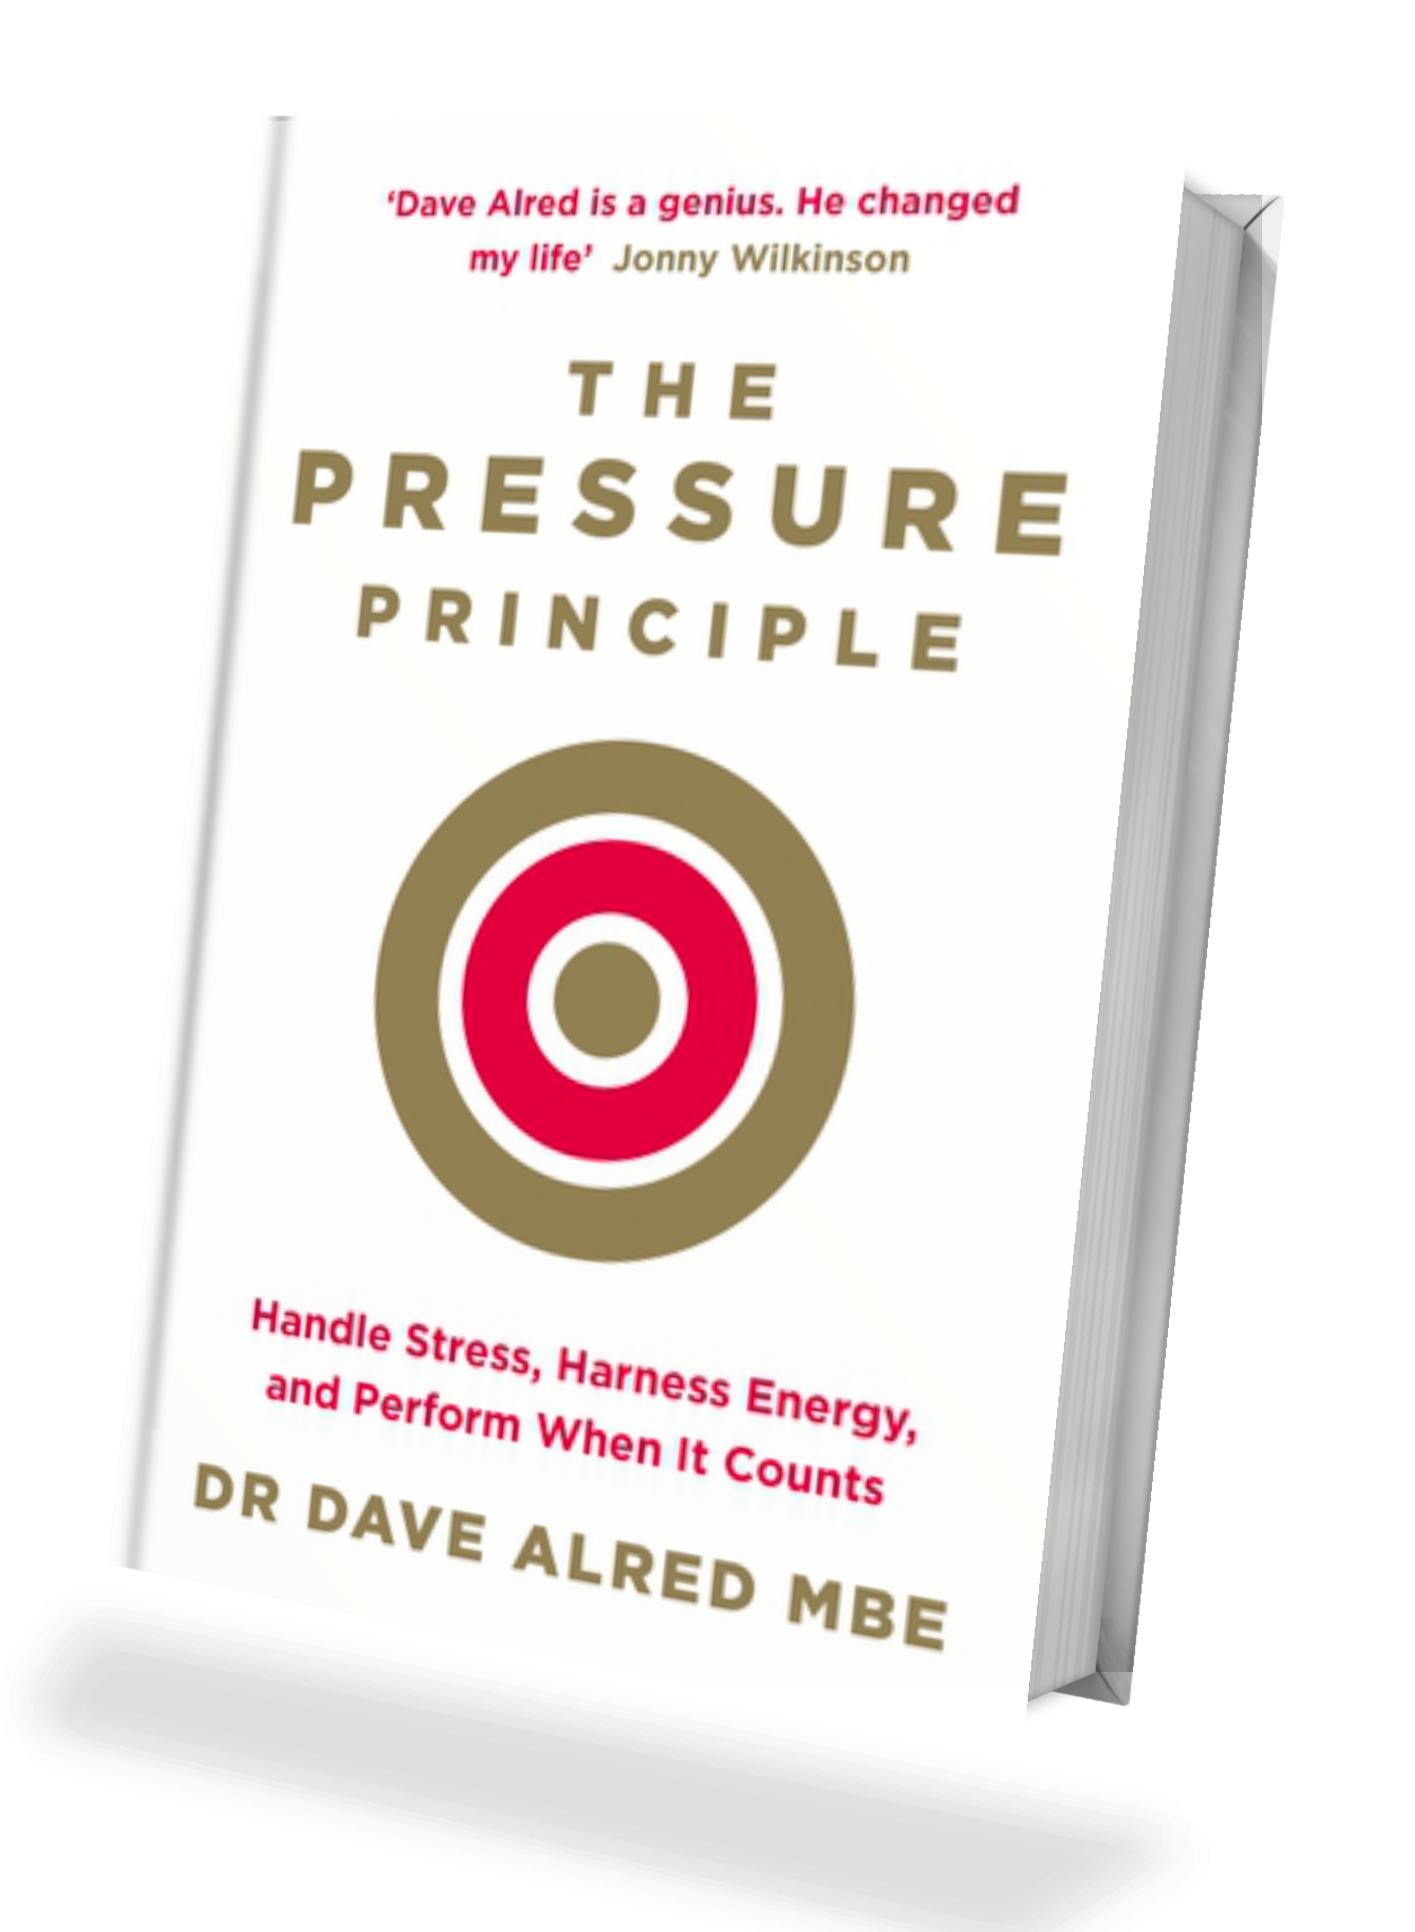 ‘Dave Alred is a genius. He changed
my life’ Jonny Wilkinson
THE
PRESSURE
PRINCIPLE
Handle Stress, Harness Energy,
and Perform When It Counts
DR DAVE ALRED MBE